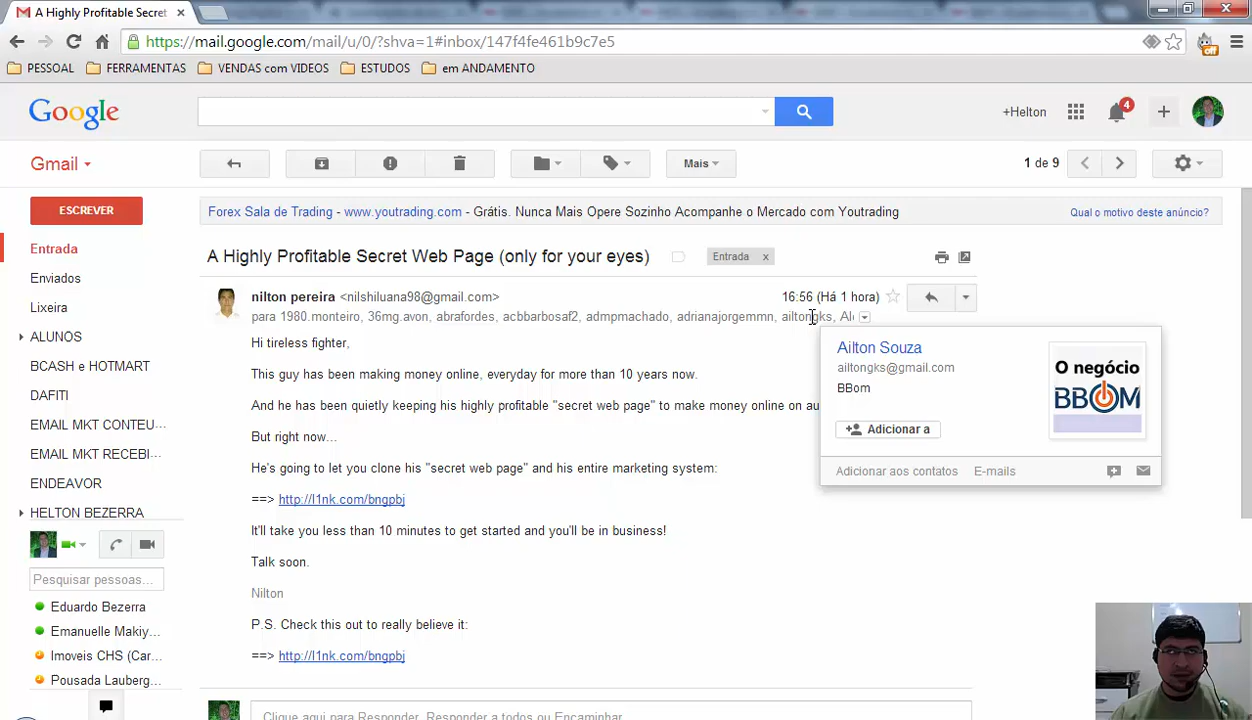 A Highly Profitable Secret
https://mail.google.com/mail/u/0/?shva=1#inbox/147f4fe461b9c7e5
off
PESSOAL FERRAMENTAS VENDAS com VIDEOS ESTUDOS em ANDAMENTO
Google
+Helton
4
Gmail
Mais
1 de 9
ESCREVER
Forex Sala de Trading - www.youtrading.com - Grátis. Nunca Mais Opere Sozinho Acompanhe o Mercado com Youtrading
Qual o motivo deste anúncio?
Entrada
Enviados
Lixeira
ALUNOS
BCASH e HOTMART
DAFITI
EMAIL MKT CONTEU...
EMAIL MKT RECEBI...
ENDEAVOR
HELTON BEZERRA
Pesquisar pessoas...
Eduardo Bezerra
Emanuelle Makiy...
Imoveis CHS (Car...
Pousada Lauberg...
A Highly Profitable Secret Web Page (only for your eyes)
Entrada x
nilton pereira <nilshiluana98@gmail.com>
16:56 (Há 1 hora)
para 1980.monteiro, 36mg.avon, abrafordes, acbbarbosaf2, admpmachado, adrianajorgemmn, ailtongks,
Hi tireless fighter,
This guy has been making money online, everyday for more than 10 years now.
And he has been quietly keeping his highly profitable "secret web page" to make money online on au
But right now...
He's going to let you clone his "secret web page" and his entire marketing system:
==> http://l1nk.com/bngpbj
It'll take you less than 10 minutes to get started and you'll be in business!
Talk soon.
Nilton
P.S. Check this out to really believe it:
==> http://l1nk.com/bngpbj
Clique aqui para Responder, Responder a todos ou Encaminhar
Ailton Souza
ailtongks@gmail.com
BBom
Adicionar a
Adicionar aos contatos E-mails
O negócio
BBOM